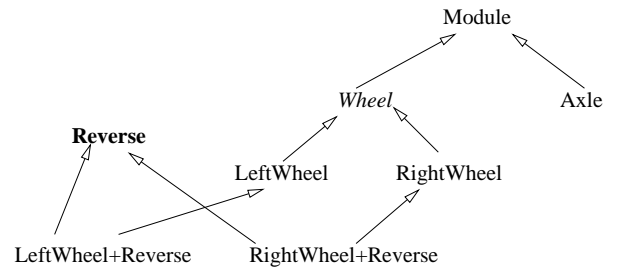 Module
Wheel
Axle
Reverse
LeftWheel
RightWheel
LeftWheel+Reverse
RightWheel+Reverse